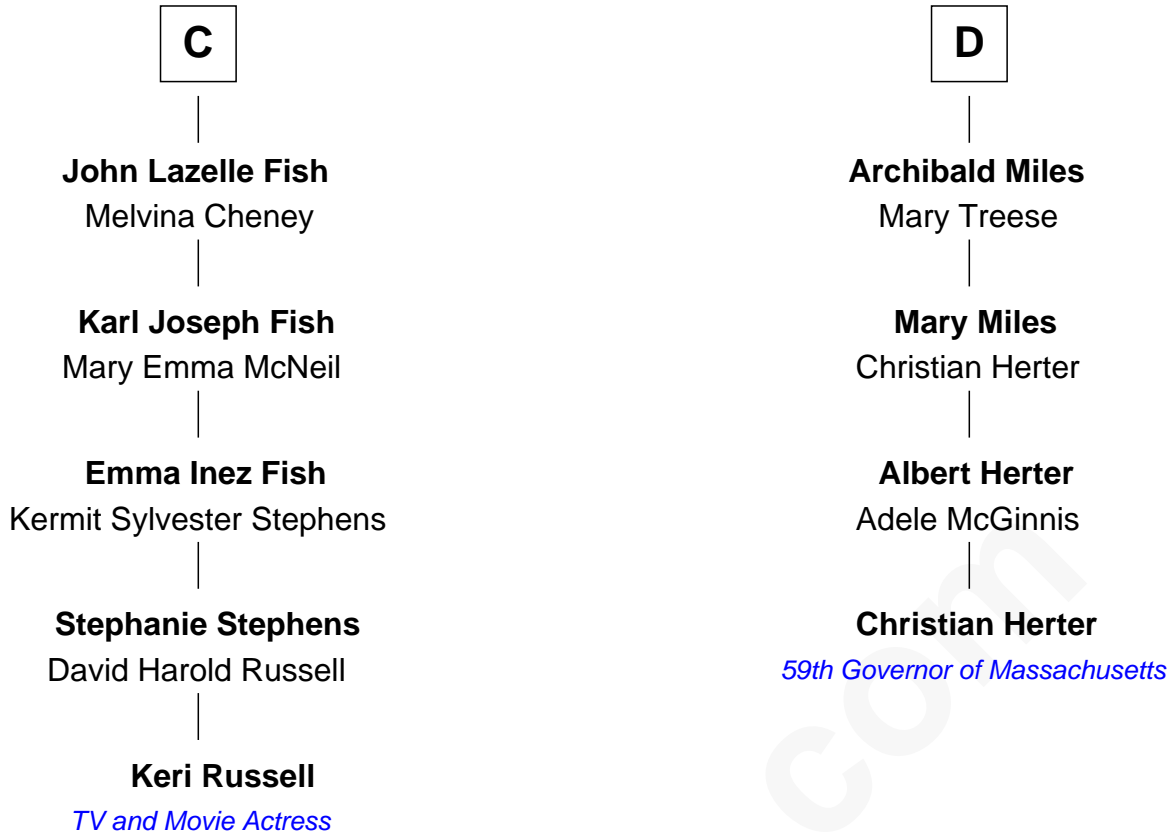 C
John Lazelle Fish
Melvina Cheney
Karl Joseph Fish
Mary Emma McNeil
Emma Inez Fish
Kermit Sylvester Stephens
Stephanie Stephens
David Harold Russell
Keri Russell
TV and Movie Actress
D
Archibald Miles
Mary Treese
Mary Miles
Christian Herter
Albert Herter
Adele McGinnis
Christian Herter
59th Governor of Massachusetts
com